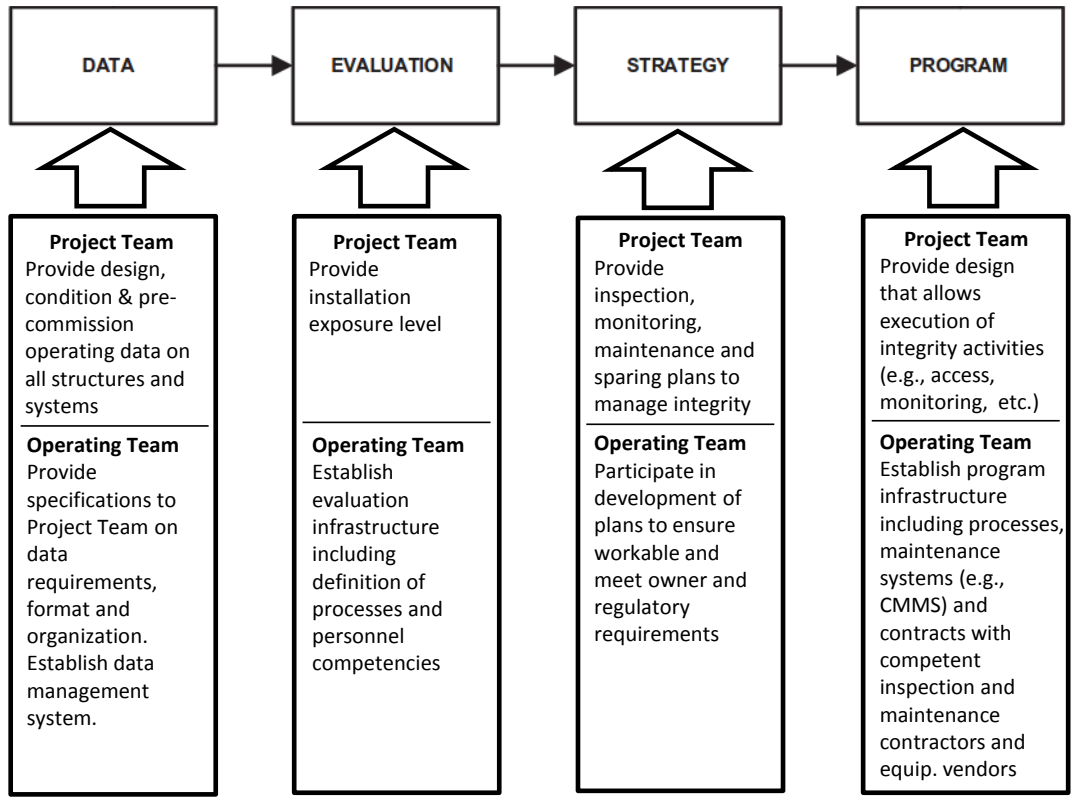 DATA
EVALUATION
STRATEGY
PROGRAM
Project Team
Provide design,
condition & pre-
commission
operating data on
all structures and
systems
Operating Team
Provide
specifications to
Project Team on
data
requirements,
format and
organization.
Establish data
management
system.
Project Team
Provide
installation
exposure level
Operating Team
Establish
evaluation
infrastructure
including
definition of
processes and
personnel
competencies
Project Team
Provide
inspection,
monitoring,
maintenance and
sparing plans to
manage integrity
Operating Team
Participate in
development of
plans to ensure
workable and
meet owner and
regulatory
requirements
Project Team
Provide design
that allows
execution of
integrity activities
(e.g., access,
monitoring, etc.)
Operating Team
Establish program
infrastructure
including processes,
maintenance
systems (e.g.,
CMMS) and
contracts with
competent
inspection and
maintenance
contractors and
equip. vendors